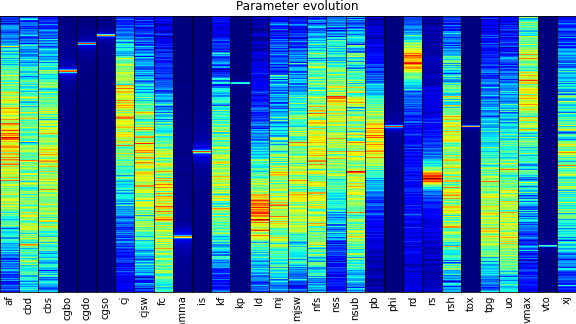 Parameter evolution
af
cbd
cbs
cgbo
cgdo
cgso
cj
cjsw
fc
mma
is
kf
kp
ld
mj
mjsw
nfs
nss
nsub
pb
phi
rd
rs
rsh
tox
tpg
uo
vmax
vto
xj